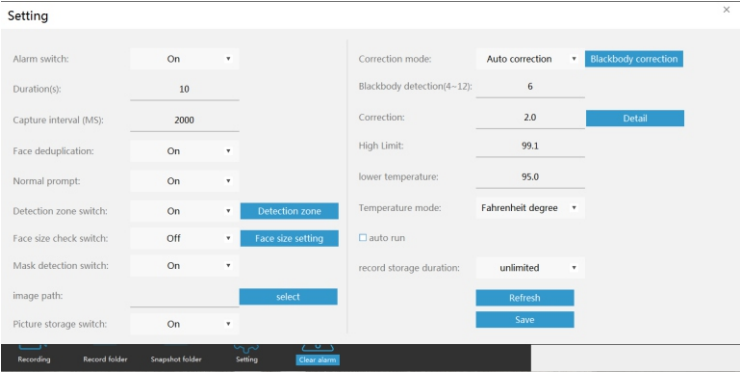 Setting
×
Alarm switch: On
Duration(s): 10
Capture interval (MS): 2000
Face deduplication: On
Normal prompt: On
Detection zone switch: On Detection zone
Face size check switch: Off Face size setting
Mask detection switch: On
image path: select
Picture storage switch: On
Correction mode: Auto correction Blackbody correction
Blackbody detection(4~12): 6
Correction: 2.0 Detail
High Limit: 99.1
lower temperature: 95.0
Temperature mode: Fahrenheit degree
auto run
record storage duration: unlimited
Refresh
Save
Recording Record folder Snapshot folder Setting Clear alarm